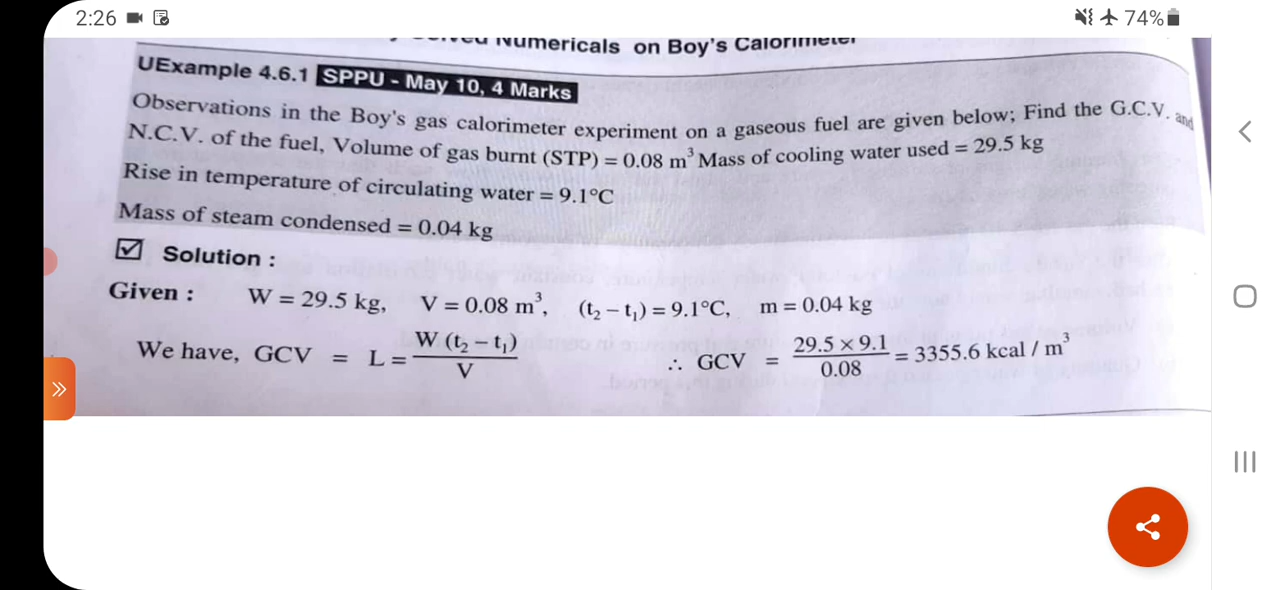 2:26
74%
Numericals on Boy's Calorimeter
UExample 4.6.1 SPPU - May 10, 4 Marks
Observations in the Boy's gas calorimeter experiment on a gaseous fuel are given below; Find the G.C.V. and
N.C.V. of the fuel, Volume of gas burnt (STP) = 0.08 m³ Mass of cooling water used = 29.5 kg
Rise in temperature of circulating water = 9.1°C
Mass of steam condensed = 0.04 kg
☑ Solution :
Given : W = 29.5 kg, V = 0.08 m³, (t₂ – t₁) = 9.1°C, m = 0.04 kg
We have, GCV = L = W (t₂ – t₁) / V ∴ GCV = 29.5 × 9.1 / 0.08 = 3355.6 kcal / m³